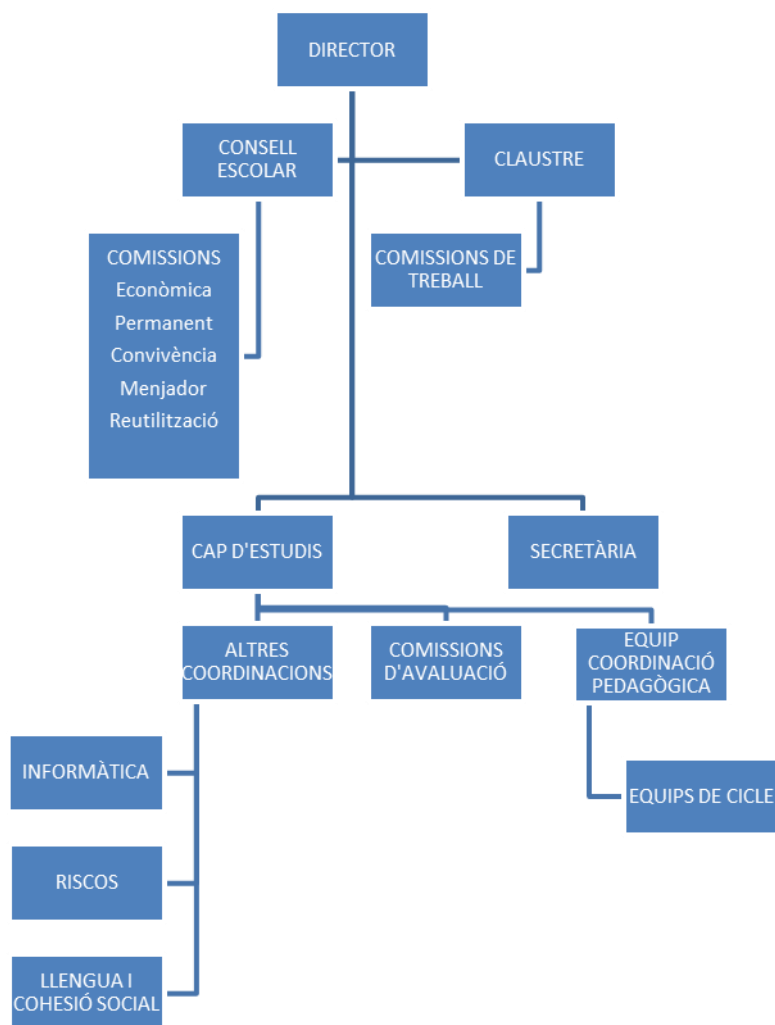 DIRECTOR
CONSELL
ESCOLAR
CLAUSTRE
COMISSIONS
Econòmica
Permanent
Convivència
Menjador
Reutilització
COMISSIONS DE
TREBALL
CAP D'ESTUDIS
SECRETÀRIA
ALTRES
COORDINACIONS
COMISSIONS
D'AVALUACIÓ
EQUIP
COORDINACIÓ
PEDAGÒGICA
INFORMÀTICA
EQUIPS DE CICLE
RISCOS
LLENGUA I
COHESIÓ SOCIAL